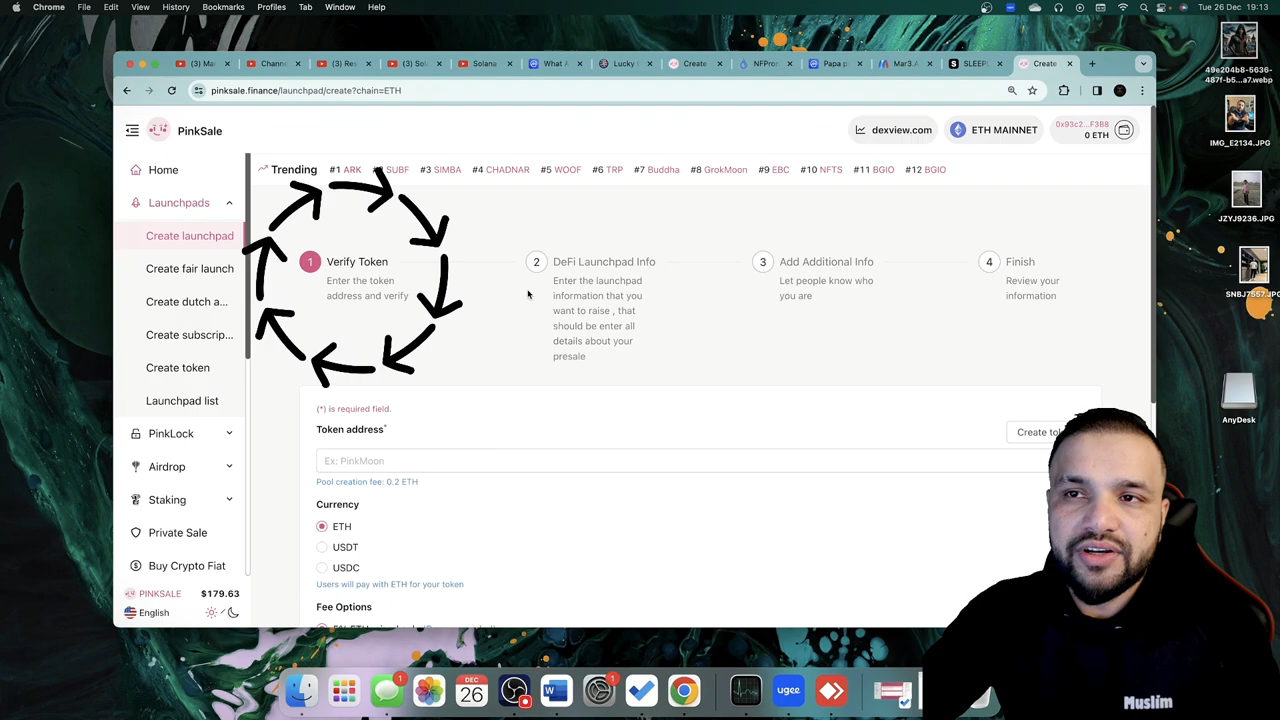 Chrome File Edit View History Bookmarks Profiles Tab Window Help
Tue 26 Dec 19:13
(3) Mar
Channe
(3) Res
(3) Sol
Solana
What A
Lucky
Create
NFPron
Papa p
Mar3.A
SLEEPL
Create
pinksale.finance/launchpad/create?chain=ETH
PinkSale
dexview.com
ETH MAINNET
0x93c2...F3B8
0 ETH
Home
Launchpads
Create launchpad
Create fair launch
Create dutch a...
Create subscrip...
Create token
Launchpad list
PinkLock
Airdrop
Staking
Private Sale
Buy Crypto Fiat
PINKSALE $179.63
English
Trending #1 ARK SUBF #3 SIMBA #4 CHADNAR #5 WOOF #6 TRP #7 Buddha #8 GrokMoon #9 EBC #10 NFTS #11 BGIO #12 BGIO
1 Verify Token
Enter the token
address and verify
2 DeFi Launchpad Info
Enter the launchpad
information that you
want to raise , that
should be enter all
details about your
presale
3 Add Additional Info
Let people know who
you are
4 Finish
Review your
information
(*) is required field.
Token address*
Create tok
Ex: PinkMoon
Pool creation fee: 0.2 ETH
Currency
ETH
USDT
USDC
Users will pay with ETH for your token
Fee Options
49e204b8-5636-
487f-b5...a7.webp
IMG_E2134.JPG
JZYJ9236.JPG
SNBJ7557.JPG
AnyDesk
1
DEC
26
1
ugee
Muslim